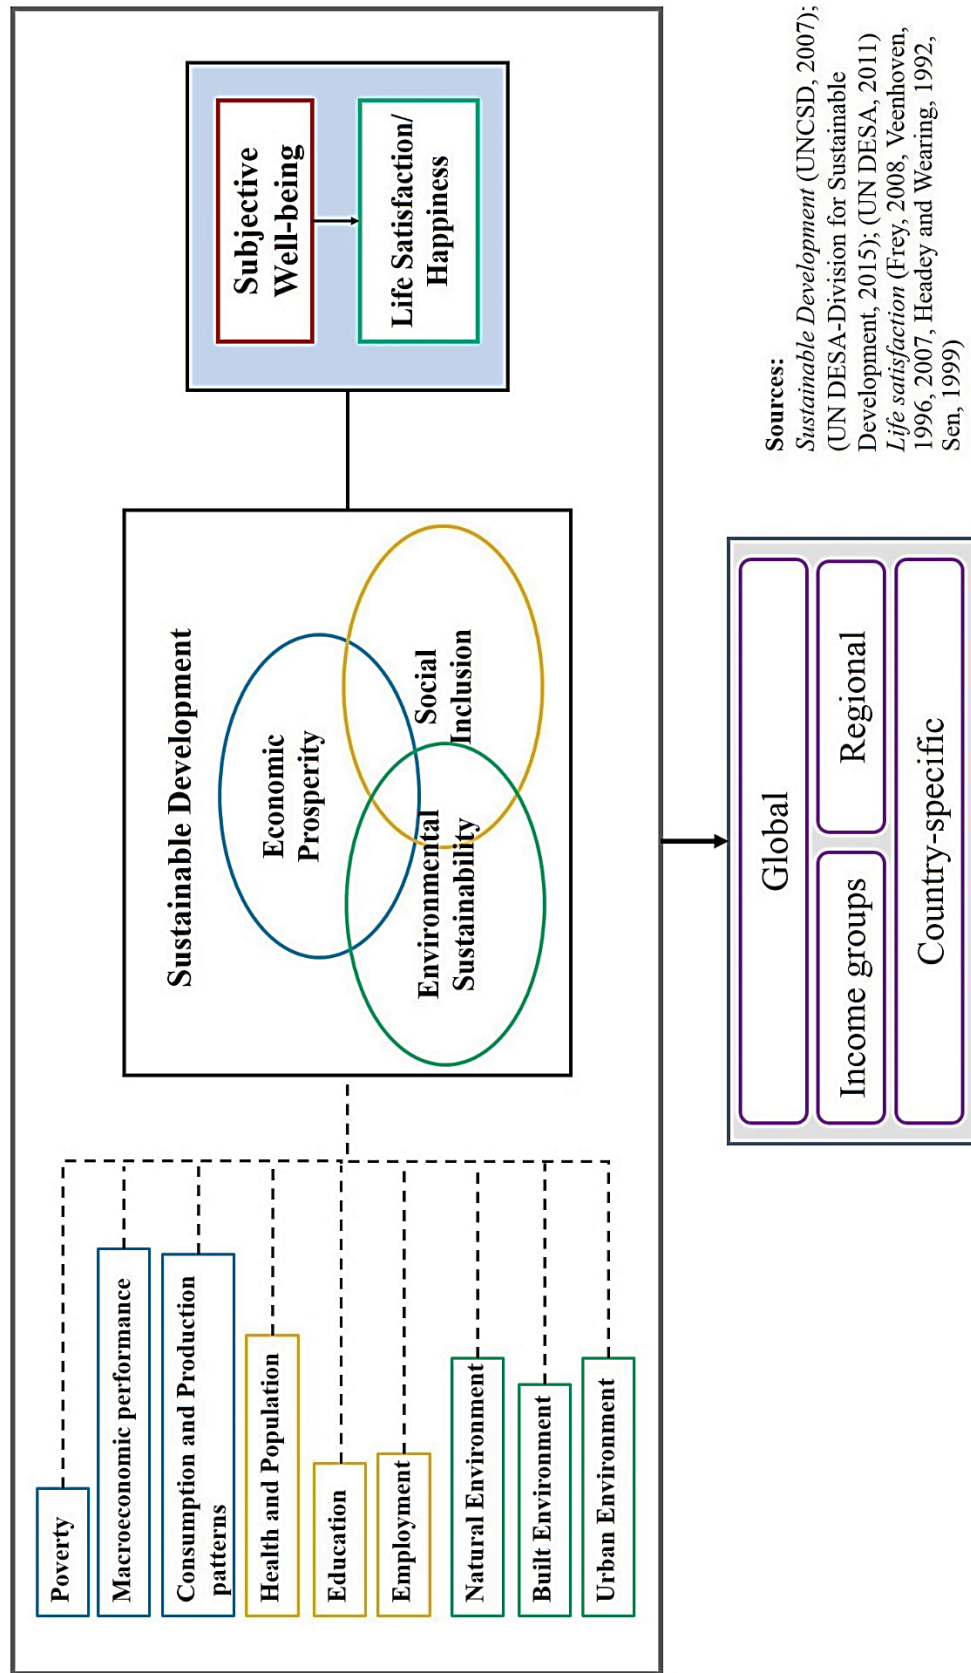 Poverty
Macroeconomic performance
Consumption and Production
patterns
Health and Population
Education
Employment
Natural Environment
Built Environment
Urban Environment
Sustainable Development
Economic
Prosperity
Environmental
Sustainability
Social
Inclusion
Subjective
Well-being
Life Satisfaction/
Happiness
Global
Income groups
Regional
Country-specific
Sources:
Sustainable Development (UNCSD, 2007);
(UN DESA-Division for Sustainable
Development, 2015); (UN DESA, 2011)
Life satisfaction (Frey, 2008, Veenhoven,
1996, 2007, Headey and Wearing, 1992,
Sen, 1999)